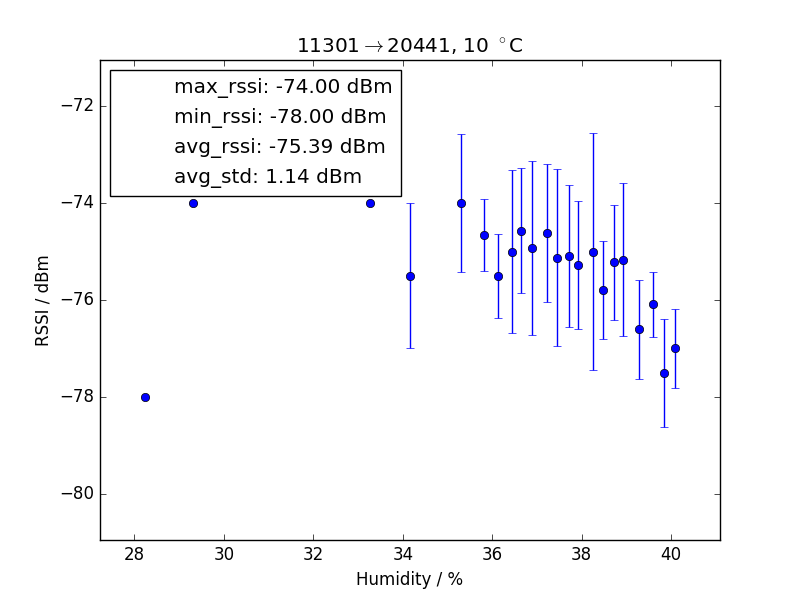 11301→20441, 10 °C
max_rssi: -74.00 dBm
min_rssi: -78.00 dBm
avg_rssi: -75.39 dBm
avg_std: 1.14 dBm
RSSI / dBm
−72
−74
−76
−78
−80
28 30 32 34 36 38 40
Humidity / %